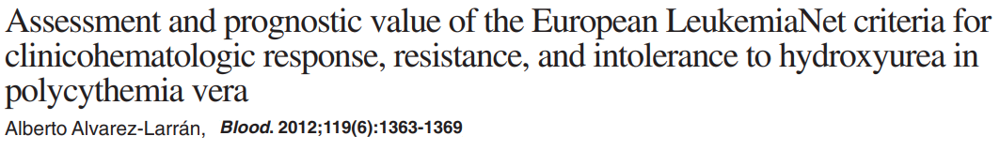 Assessment and prognostic value of the European LeukemiaNet criteria for
clinicohematologic response, resistance, and intolerance to hydroxyurea in
polycythemia vera
Alberto Alvarez-Larrán, Blood. 2012;119(6):1363-1369